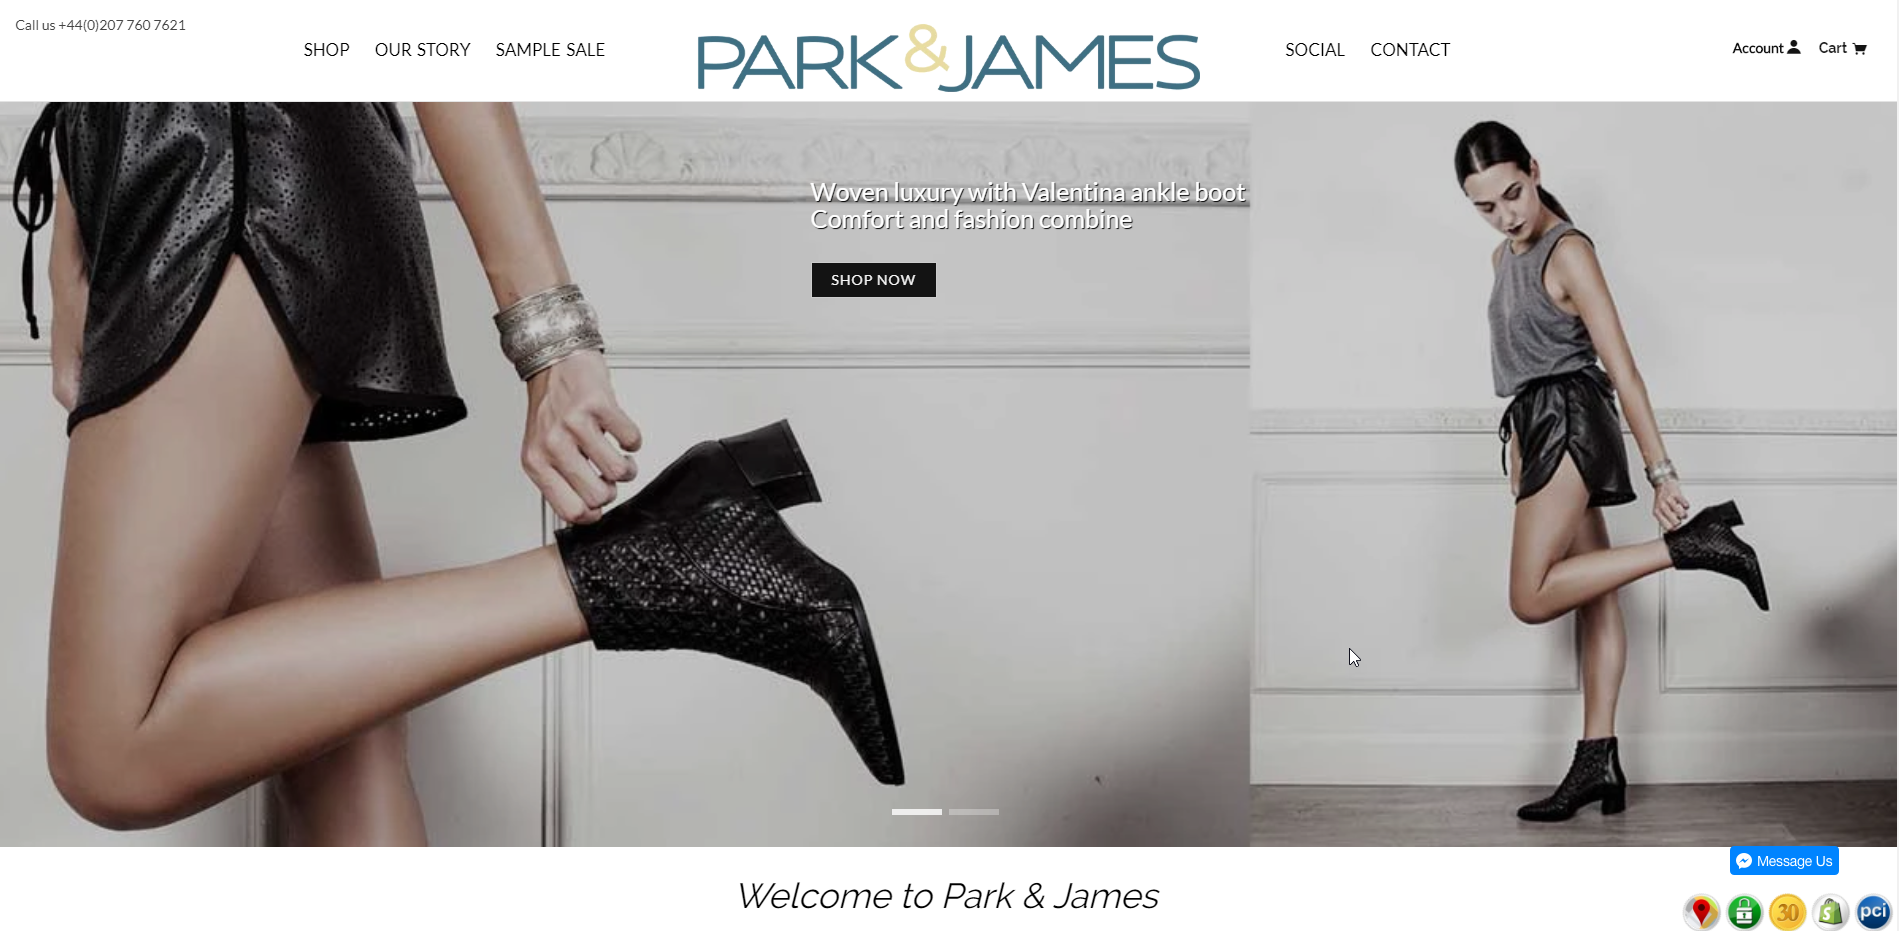 Call us +44(0)207 760 7621
SHOP OUR STORY SAMPLE SALE
PARK & JAMES
SOCIAL CONTACT
Account Cart
Woven luxury with Valentina ankle boot
Comfort and fashion combine
SHOP NOW
Message Us
Welcome to Park & James
30
S
pci